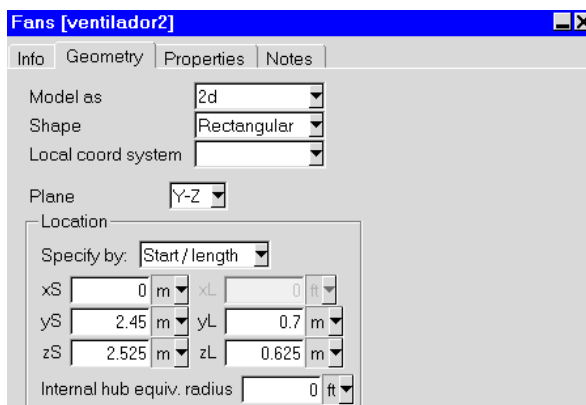 Fans [ventilador2]
Info Geometry Properties Notes
Model as 2d
Shape Rectangular
Local coord system
Plane Y-Z
Location
Specify by: Start / length
xS 0 m xL 0 ft
yS 2.45 m yL 0.7 m
zS 2.525 m zL 0.625 m
Internal hub equiv. radius 0 ft